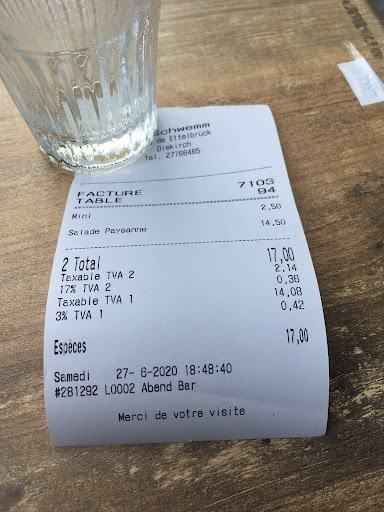 Schwemm
de Ettelbrück
Diekirch
Tel. 27766465
FACTURE 7103
TABLE 94
Mini 2,50
Salade Paysanne 14,50
2 Total 17,00
Taxable TVA 2 2,14
17% TVA 2 0,36
Taxable TVA 1 14,08
3% TVA 1 0,42
Espèces 17,00
Samedi 27- 6-2020 18:48:40
#281292 L0002 Abend Bar
Merci de votre visite